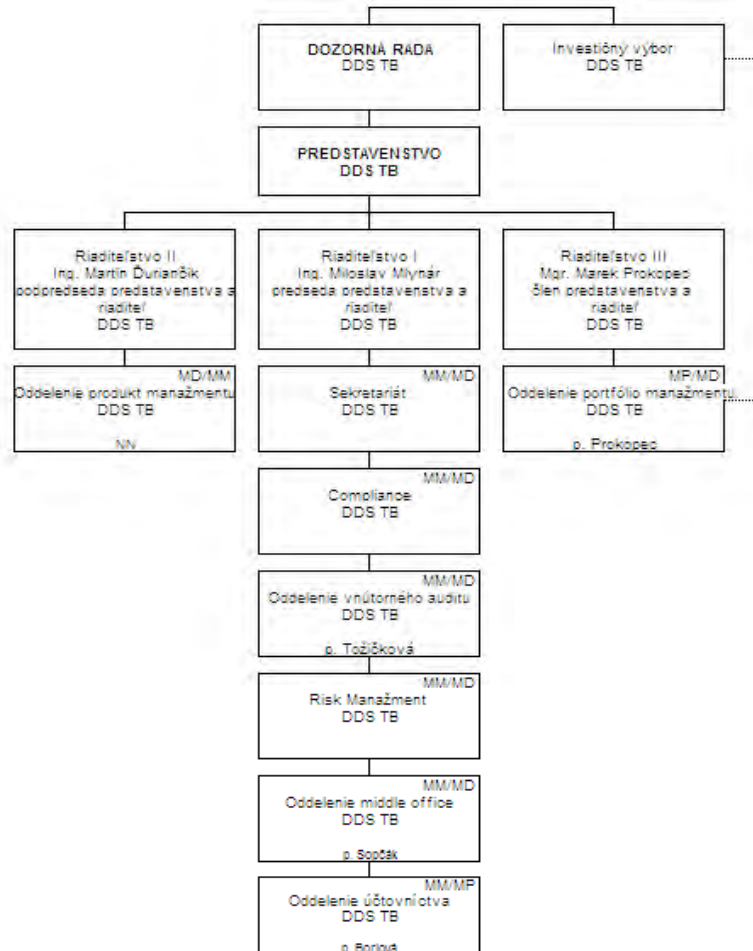 DOZORNÁ RADA
DDS TB
Investičný výbor
DDS TB
PREDSTAVENSTVO
DDS TB
Riaditeľstvo II
Ing. Martin Ďuriančik
podpredseda predstavenstva a
riaditeľ
DDS TB
Riaditeľstvo I
Ing. Miloslav Mlynár
predseda predstavenstva a
riaditeľ
DDS TB
Riaditeľstvo III
Mgr. Marek Prokopec
člen predstavenstva a
riaditeľ
DDS TB
MD/MM
Oddelenie produkt manažmentu
DDS TB
NN
MM/MD
Sekretariát
DDS TB
MP/MD
Oddelenie portfólio manažmentu
DDS TB
p. Prokopec
MM/MD
Compliance
DDS TB
MM/MD
Oddelenie vnútorného auditu
DDS TB
p. Tožičková
MM/MD
Risk Manažment
DDS TB
MM/MD
Oddelenie middle office
DDS TB
p. Sopčák
MM/MP
Oddelenie účtovníctva
DDS TB
p.